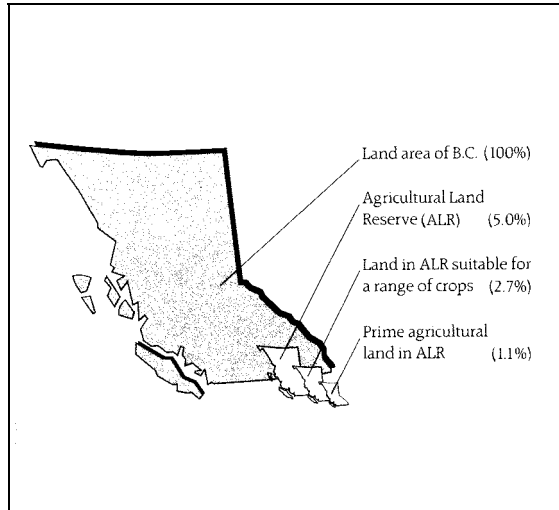 Land area of B.C. (100%)
Agricultural Land
Reserve (ALR) (5.0%)
Land in ALR suitable for
a range of crops (2.7%)
Prime agricultural
land in ALR (1.1%)